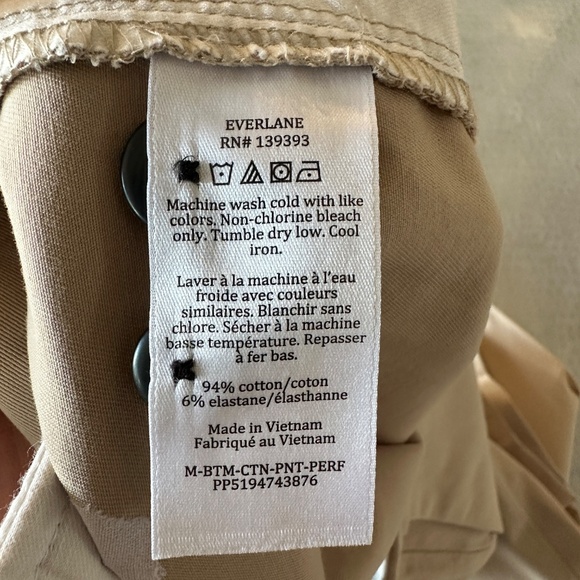 EVERLANE
RN# 139393
Machine wash cold with like
colors. Non-chlorine bleach
only. Tumble dry low. Cool
iron.
Laver à la machine à l'eau
froide avec couleurs
similaires. Blanchir sans
chlore. Sécher à la machine
basse température. Repasser
à fer bas.
94% cotton/coton
6% elastane/élasthanne
Made in Vietnam
Fabriqué au Vietnam
M-BTM-CTN-PNT-PERF
PP5194743876